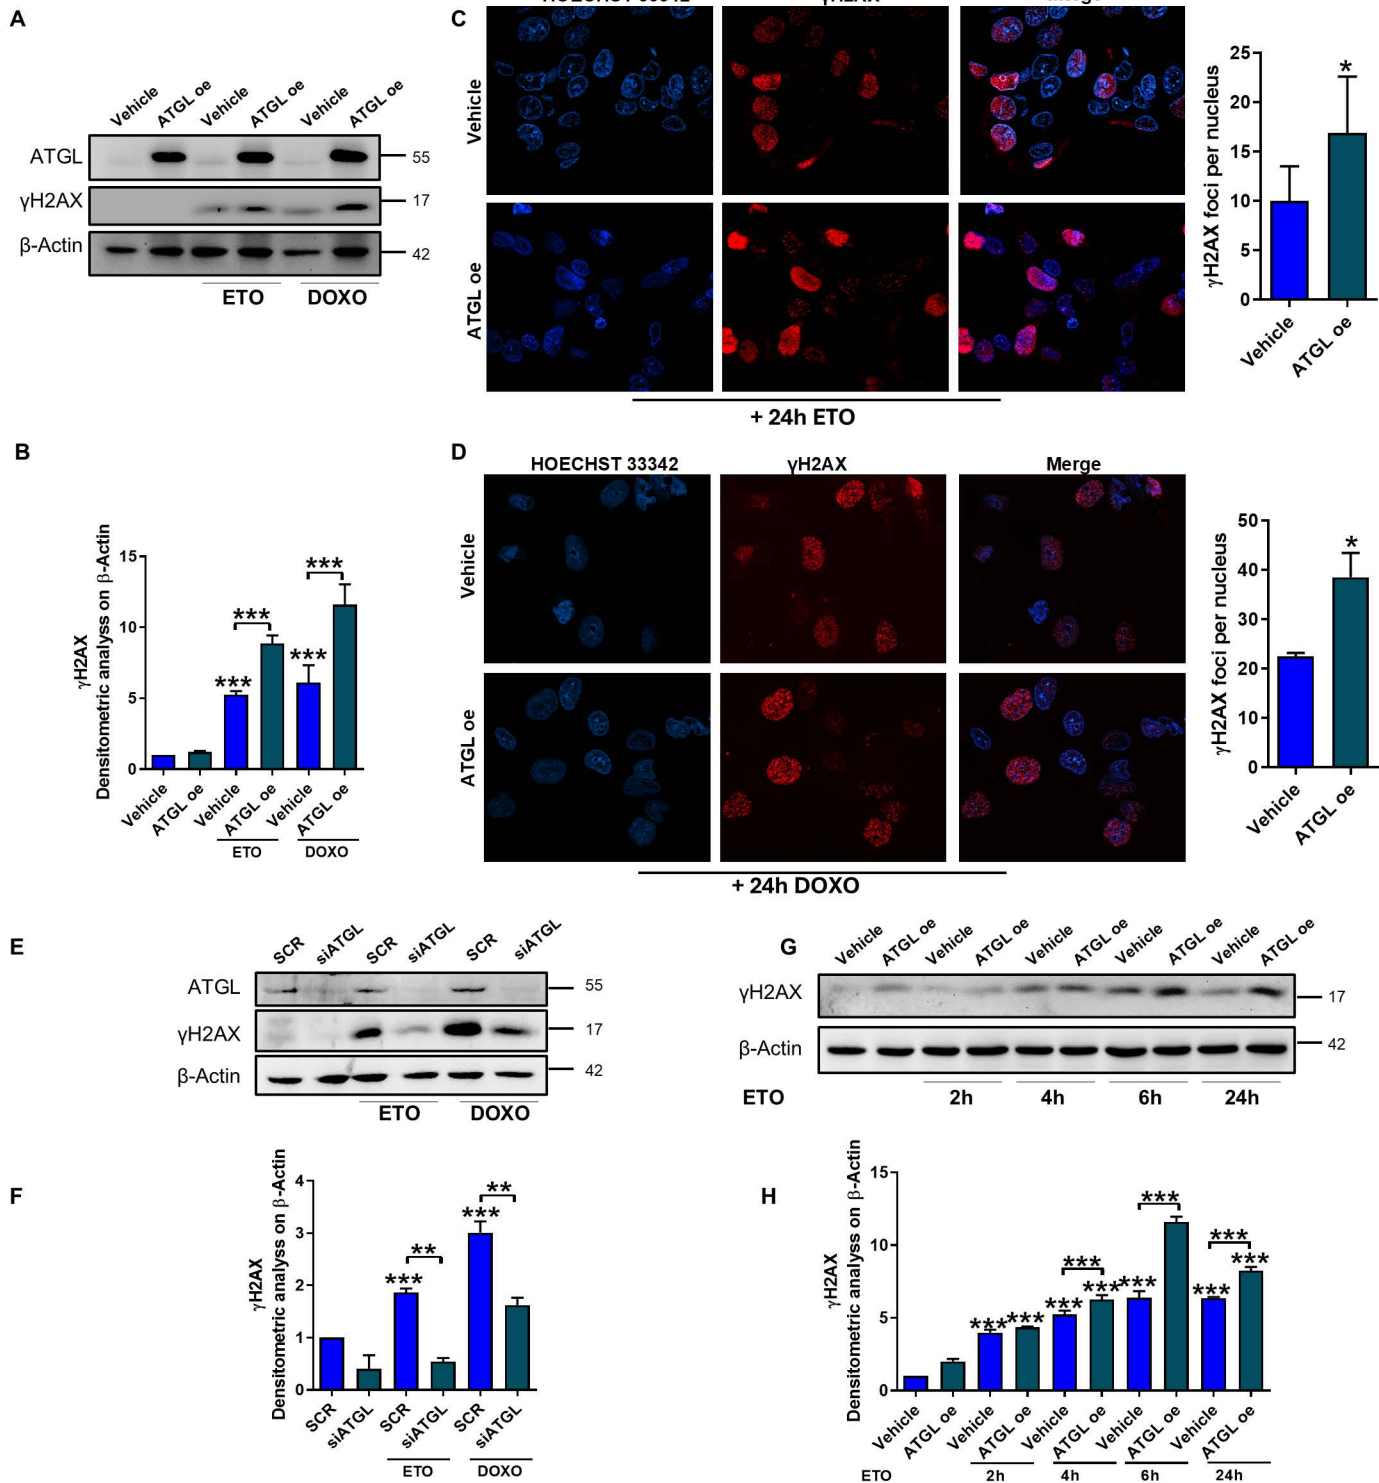 A
Vehicle ATGL oe Vehicle ATGL oe Vehicle ATGL oe
ATGL 55
γH2AX 17
β-Actin 42
ETO DOXO
B
γH2AX
Densitometric analyss on β-Actin
15
10
5
0
*** *** *** ***
Vehicle ATGL oe Vehicle ATGL oe Vehicle ATGL oe
ETO DOXO
C
HOECHST 33342 γH2AX Merge
Vehicle
ATGL oe
+ 24h ETO
γH2AX foci per nucleus
25
20
15
10
5
0
*
Vehicle ATGL oe
D
HOECHST 33342 γH2AX Merge
Vehicle
ATGL oe
+ 24h DOXO
γH2AX foci per nucleus
50
40
30
20
10
0
*
Vehicle ATGL oe
E
SCR siATGL SCR siATGL SCR siATGL
ATGL 55
γH2AX 17
β-Actin 42
ETO DOXO
F
γH2AX
Densitometric analyss on β-Actin
4
3
2
1
0
*** ** *** **
SCR siATGL SCR siATGL SCR siATGL
ETO DOXO
G
Vehicle ATGL oe Vehicle ATGL oe Vehicle ATGL oe Vehicle ATGL oe Vehicle ATGL oe
γH2AX 17
β-Actin 42
ETO 2h 4h 6h 24h
H
γH2AX
Densitometric analyss on β-Actin
15
10
5
0
*** *** *** *** *** *** *** *** *** ***
Vehicle ATGL oe Vehicle ATGL oe Vehicle ATGL oe Vehicle ATGL oe Vehicle ATGL oe
ETO 2h 4h 6h 24h